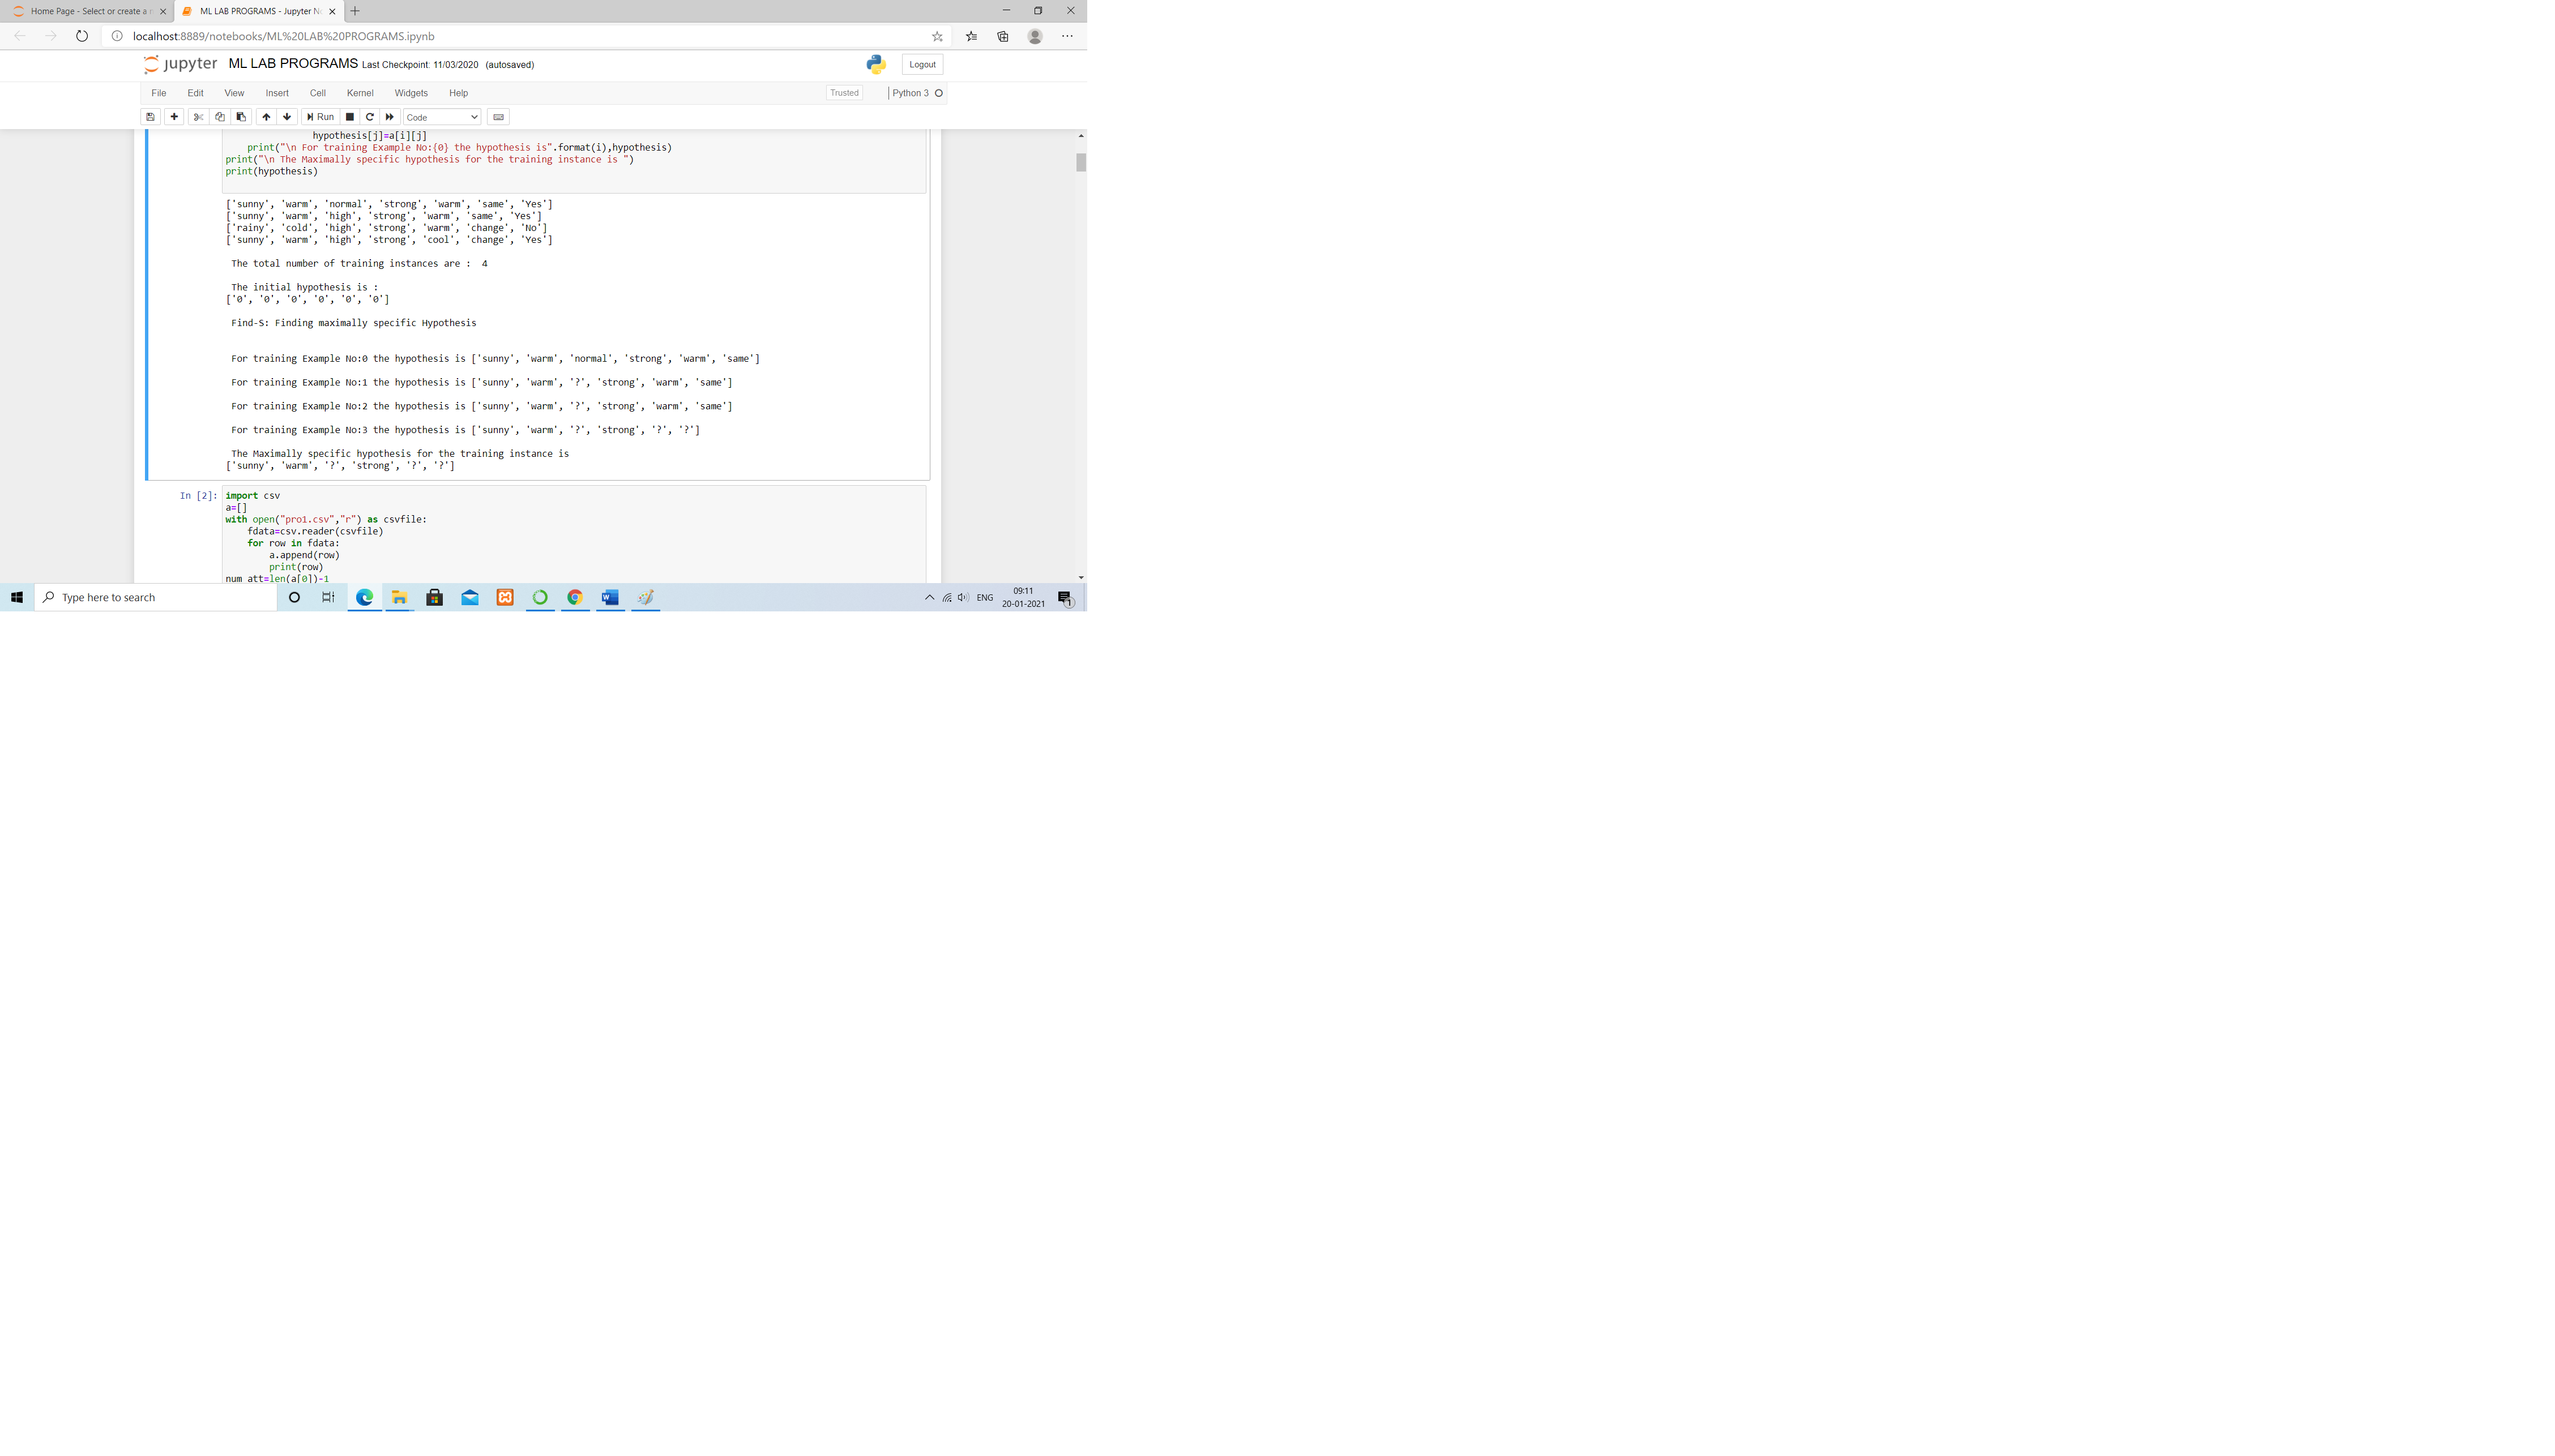 Home Page - Select or create a n
ML LAB PROGRAMS - Jupyter N
localhost:8889/notebooks/ML%20LAB%20PROGRAMS.ipynb
jupyter ML LAB PROGRAMS Last Checkpoint: 11/03/2020 (autosaved)
Logout
File Edit View Insert Cell Kernel Widgets Help
Trusted
Python 3
Run
Code
hypothesis[j]=a[i][j]
print("\n For training Example No:{0} the hypothesis is".format(i),hypothesis)
print("\n The Maximally specific hypothesis for the training instance is ")
print(hypothesis)
['sunny', 'warm', 'normal', 'strong', 'warm', 'same', 'Yes']
['sunny', 'warm', 'high', 'strong', 'warm', 'same', 'Yes']
['rainy', 'cold', 'high', 'strong', 'warm', 'change', 'No']
['sunny', 'warm', 'high', 'strong', 'cool', 'change', 'Yes']
The total number of training instances are :  4
The initial hypothesis is :
['0', '0', '0', '0', '0', '0']
Find-S: Finding maximally specific Hypothesis
For training Example No:0 the hypothesis is ['sunny', 'warm', 'normal', 'strong', 'warm', 'same']
For training Example No:1 the hypothesis is ['sunny', 'warm', '?', 'strong', 'warm', 'same']
For training Example No:2 the hypothesis is ['sunny', 'warm', '?', 'strong', 'warm', 'same']
For training Example No:3 the hypothesis is ['sunny', 'warm', '?', 'strong', '?', '?']
The Maximally specific hypothesis for the training instance is
['sunny', 'warm', '?', 'strong', '?', '?']
In [2]:
import csv
a=[]
with open("pro1.csv","r") as csvfile:
    fdata=csv.reader(csvfile)
    for row in fdata:
        a.append(row)
        print(row)
num_att=len(a[0])-1
Type here to search
ENG
09:11
20-01-2021
1